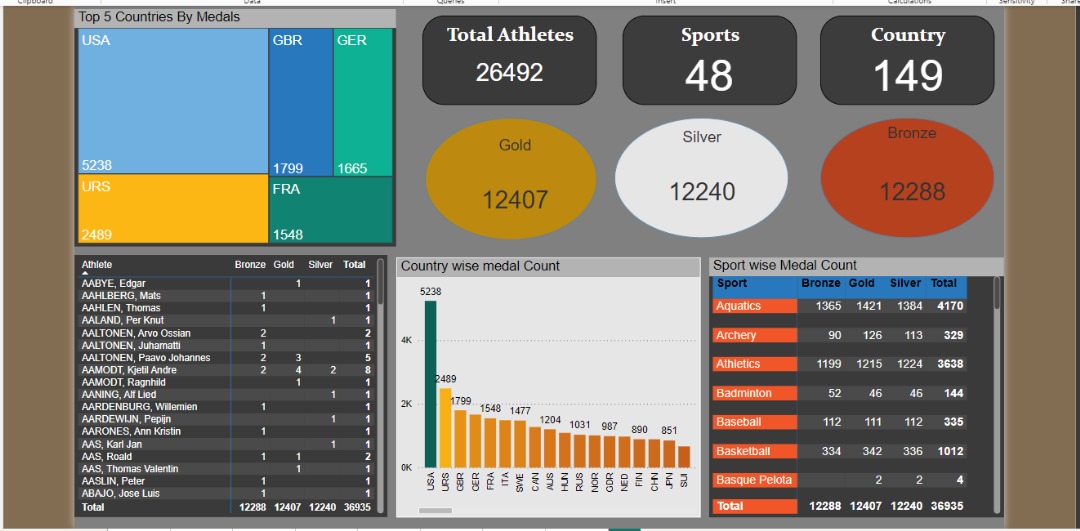 Clipboard
Data
Queries
Insert
Calculations
Sensitivity
Share
Top 5 Countries By Medals
USA
5238
GBR
1799
GER
1665
URS
2489
FRA
1548
Total Athletes
26492
Sports
48
Country
149
Gold
12407
Silver
12240
Bronze
12288
Athlete Bronze Gold Silver Total
AABYE, Edgar 1 1
AAHLBERG, Mats 1 1
AAHLEN, Thomas 1 1
AALAND, Per Knut 1 1
AALTONEN, Arvo Ossian 2 2
AALTONEN, Juhamatti 1 1
AALTONEN, Paavo Johannes 2 3 5
AAMODT, Kjetil Andre 2 4 2 8
AAMODT, Ragnhild 1 1
AANING, Alf Lied 1 1
AARDENBURG, Willemien 1 1
AARDEWIJN, Pepijn 1 1
AARONES, Ann Kristin 1 1
AAS, Karl Jan 1 1
AAS, Roald 1 1 2
AAS, Thomas Valentin 1 1
AASLIN, Peter 1 1
ABAJO, Jose Luis 1 1
Total 12288 12407 12240 36935
Country wise medal Count
4K
2K
0K
5238
2489
1799
1548
1477
1204
1031
987
890
851
USA URS GBR GER FRA ITA SWE CAN AUS HUN RUS NOR GDR NED FIN CHN JPN SUI
Sport wise Medal Count
Sport Bronze Gold Silver Total
Aquatics 1365 1421 1384 4170
Archery 90 126 113 329
Athletics 1199 1215 1224 3638
Badminton 52 46 46 144
Baseball 112 111 112 335
Basketball 334 342 336 1012
Basque Pelota 2 2 4
Total 12288 12407 12240 36935